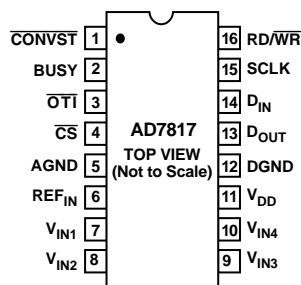 CONVST 1 16 RD/WR
BUSY 2 15 SCLK
OTI 3 14 DIN
CS 4 AD7817 13 DOUT
AGND 5 TOP VIEW 12 DGND
REFIN 6 (Not to Scale) 11 VDD
VIN1 7 10 VIN4
VIN2 8 9 VIN3